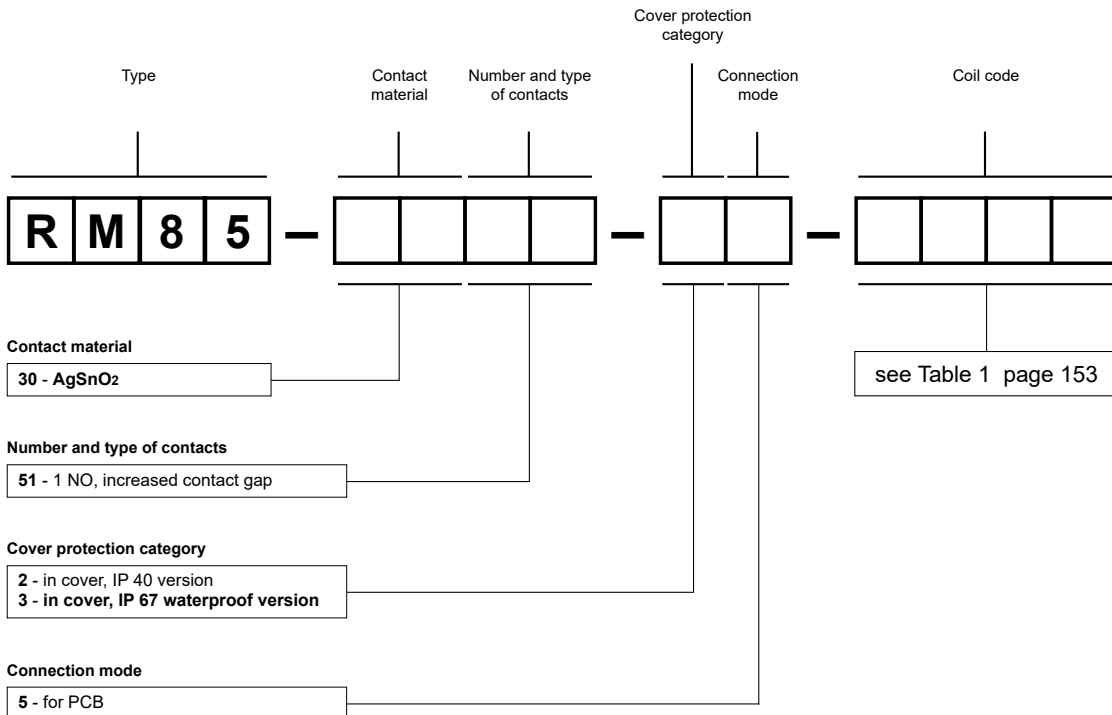 Cover protection
category
Type
Contact
material
Number and type
of contacts
Connection
mode
Coil code
R M 8 5 – – –
Contact material
30 - AgSnO2
see Table 1 page 153
Number and type of contacts
51 - 1 NO, increased contact gap
Cover protection category
2 - in cover, IP 40 version
3 - in cover, IP 67 waterproof version
Connection mode
5 - for PCB